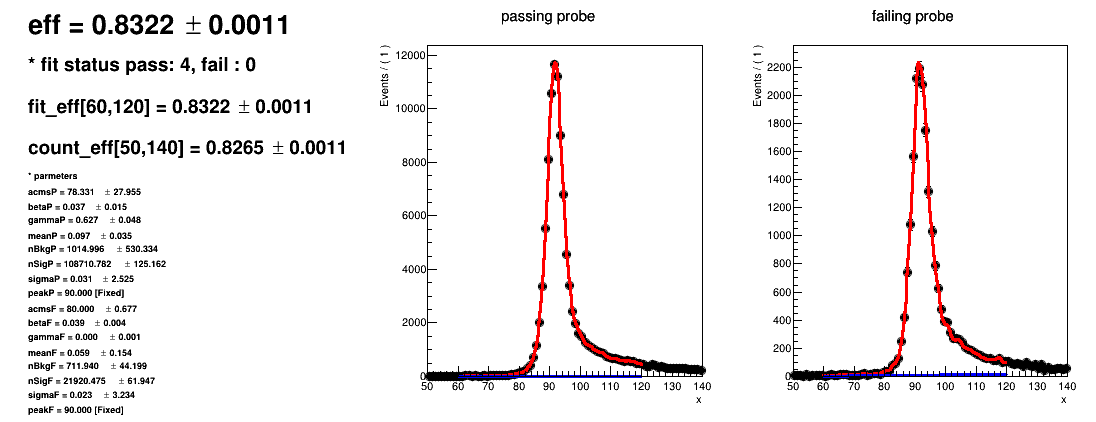 eff = 0.8322 ± 0.0011
* fit status pass: 4, fail : 0
fit_eff[60,120] = 0.8322 ± 0.0011
count_eff[50,140] = 0.8265 ± 0.0011
* parmeters
acmsP = 78.331 ± 27.955
betaP = 0.037 ± 0.015
gammaP = 0.627 ± 0.048
meanP = 0.097 ± 0.035
nBkgP = 1014.996 ± 530.334
nSigP = 108710.782 ± 125.162
sigmaP = 0.031 ± 2.525
peakP = 90.000 [Fixed]
acmsF = 80.000 ± 0.677
betaF = 0.039 ± 0.004
gammaF = 0.000 ± 0.001
meanF = 0.059 ± 0.154
nBkgF = 711.940 ± 44.199
nSigF = 21920.475 ± 61.947
sigmaF = 0.023 ± 3.234
peakF = 90.000 [Fixed]
passing probe
Events / ( 1 )
12000
10000
8000
6000
4000
2000
0
50 60 70 80 90 100 110 120 130 140
x
failing probe
Events / ( 1 )
2200
2000
1800
1600
1400
1200
1000
800
600
400
200
0
50 60 70 80 90 100 110 120 130 140
x